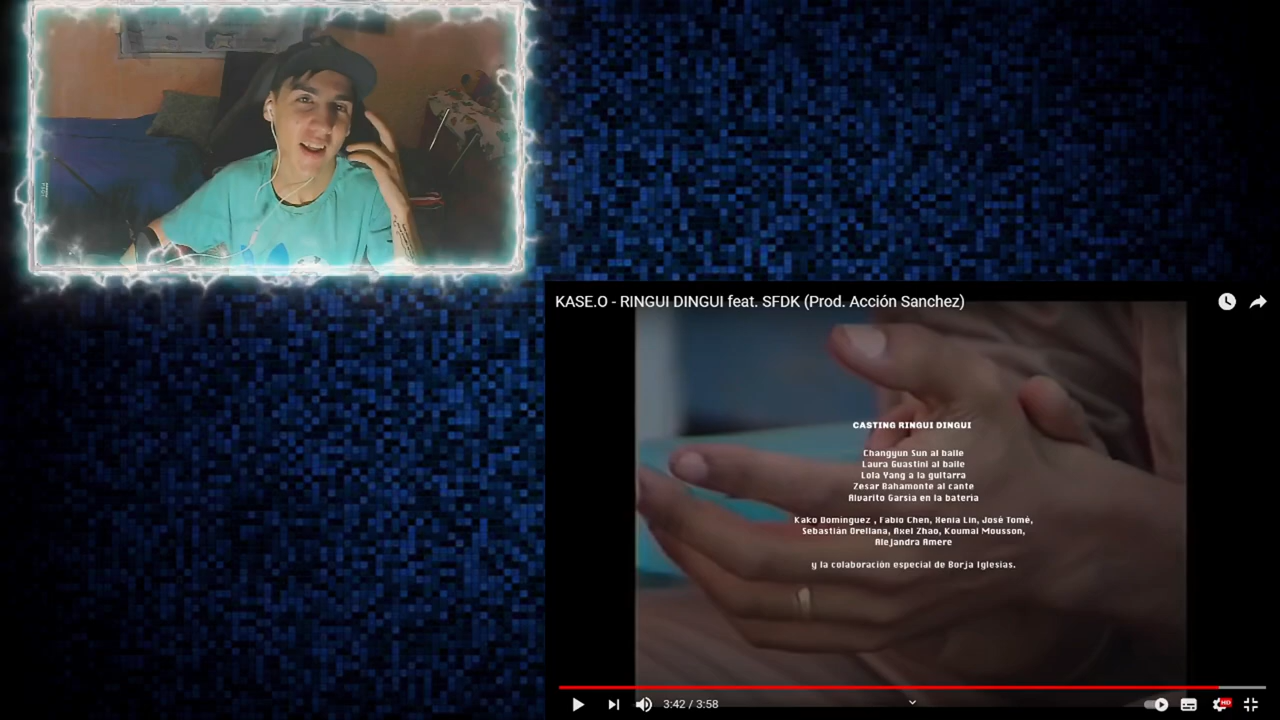 KASE.O - RINGUI DINGUI feat. SFDK (Prod. Acción Sanchez)
CASTING RINGUI DINGUI
Changyun Sun al baile
Laura Guastini al baile
Lola Yang a la guitarra
Zesar Bahamonte al cante
Alvarito Garsia en la bateria
Kako Dominguez , Fabio Chen, Xenia Lin, José Tomé,
Sebastián Orellana, Axel Zhao, Koumai Mousson,
Alejandra Amere
y la colaboración especial de Borja Iglesias.
3:42 / 3:58
HD